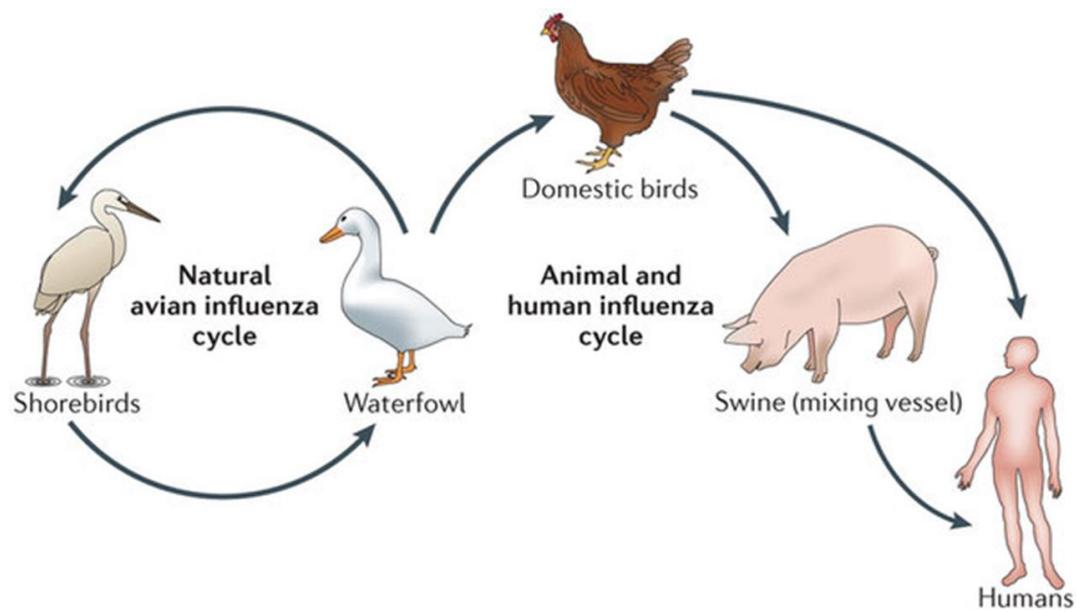 Domestic birds
Natural
avian influenza
cycle
Animal and
human influenza
cycle
Shorebirds
Waterfowl
Swine (mixing vessel)
Humans